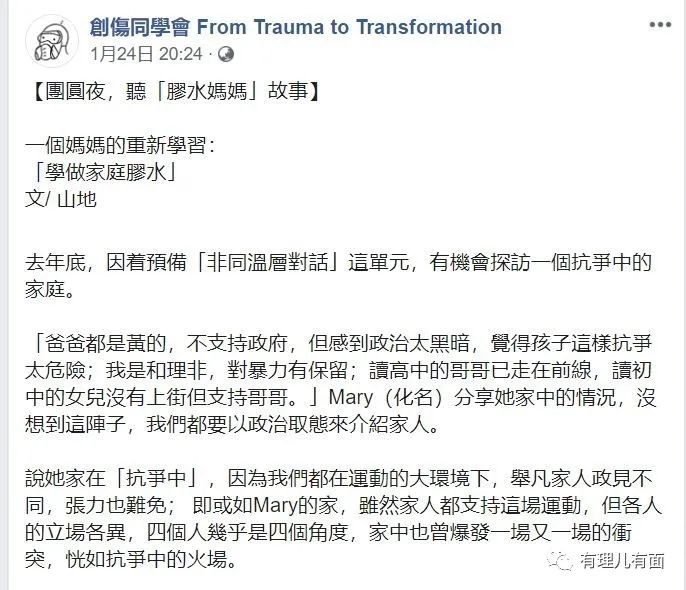 創傷同學會 From Trauma to Transformation
1月24日 20:24 ·
【團圓夜，聽「膠水媽媽」故事】
一個媽媽的重新學習：
「學做家庭膠水」
文/ 山地
去年底，因着預備「非同溫層對話」這單元，有機會探訪一個抗爭中的
家庭。
「爸爸都是黃的，不支持政府，但感到政治太黑暗，覺得孩子這樣抗爭
太危險；我是和理非，對暴力有保留；讀高中的哥哥已走在前線，讀初
中的女兒沒有上街但支持哥哥。」Mary（化名）分享她家中的情況，沒
想到這陣子，我們都要以政治取態來介紹家人。
說她家在「抗爭中」，因為我們都在運動的大環境下，舉凡家人政見不
同，張力也難免； 即或如Mary的家，雖然家人都支持這場運動，但各人
的立場各異，四個人幾乎是四個角度，家中也曾爆發一場又一場的衝
突，恍如抗爭中的火場。
有理儿有面